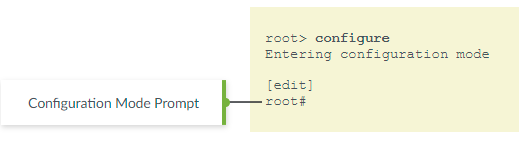 root> configure
Entering configuration mode
[edit]
Configuration Mode Prompt
root#